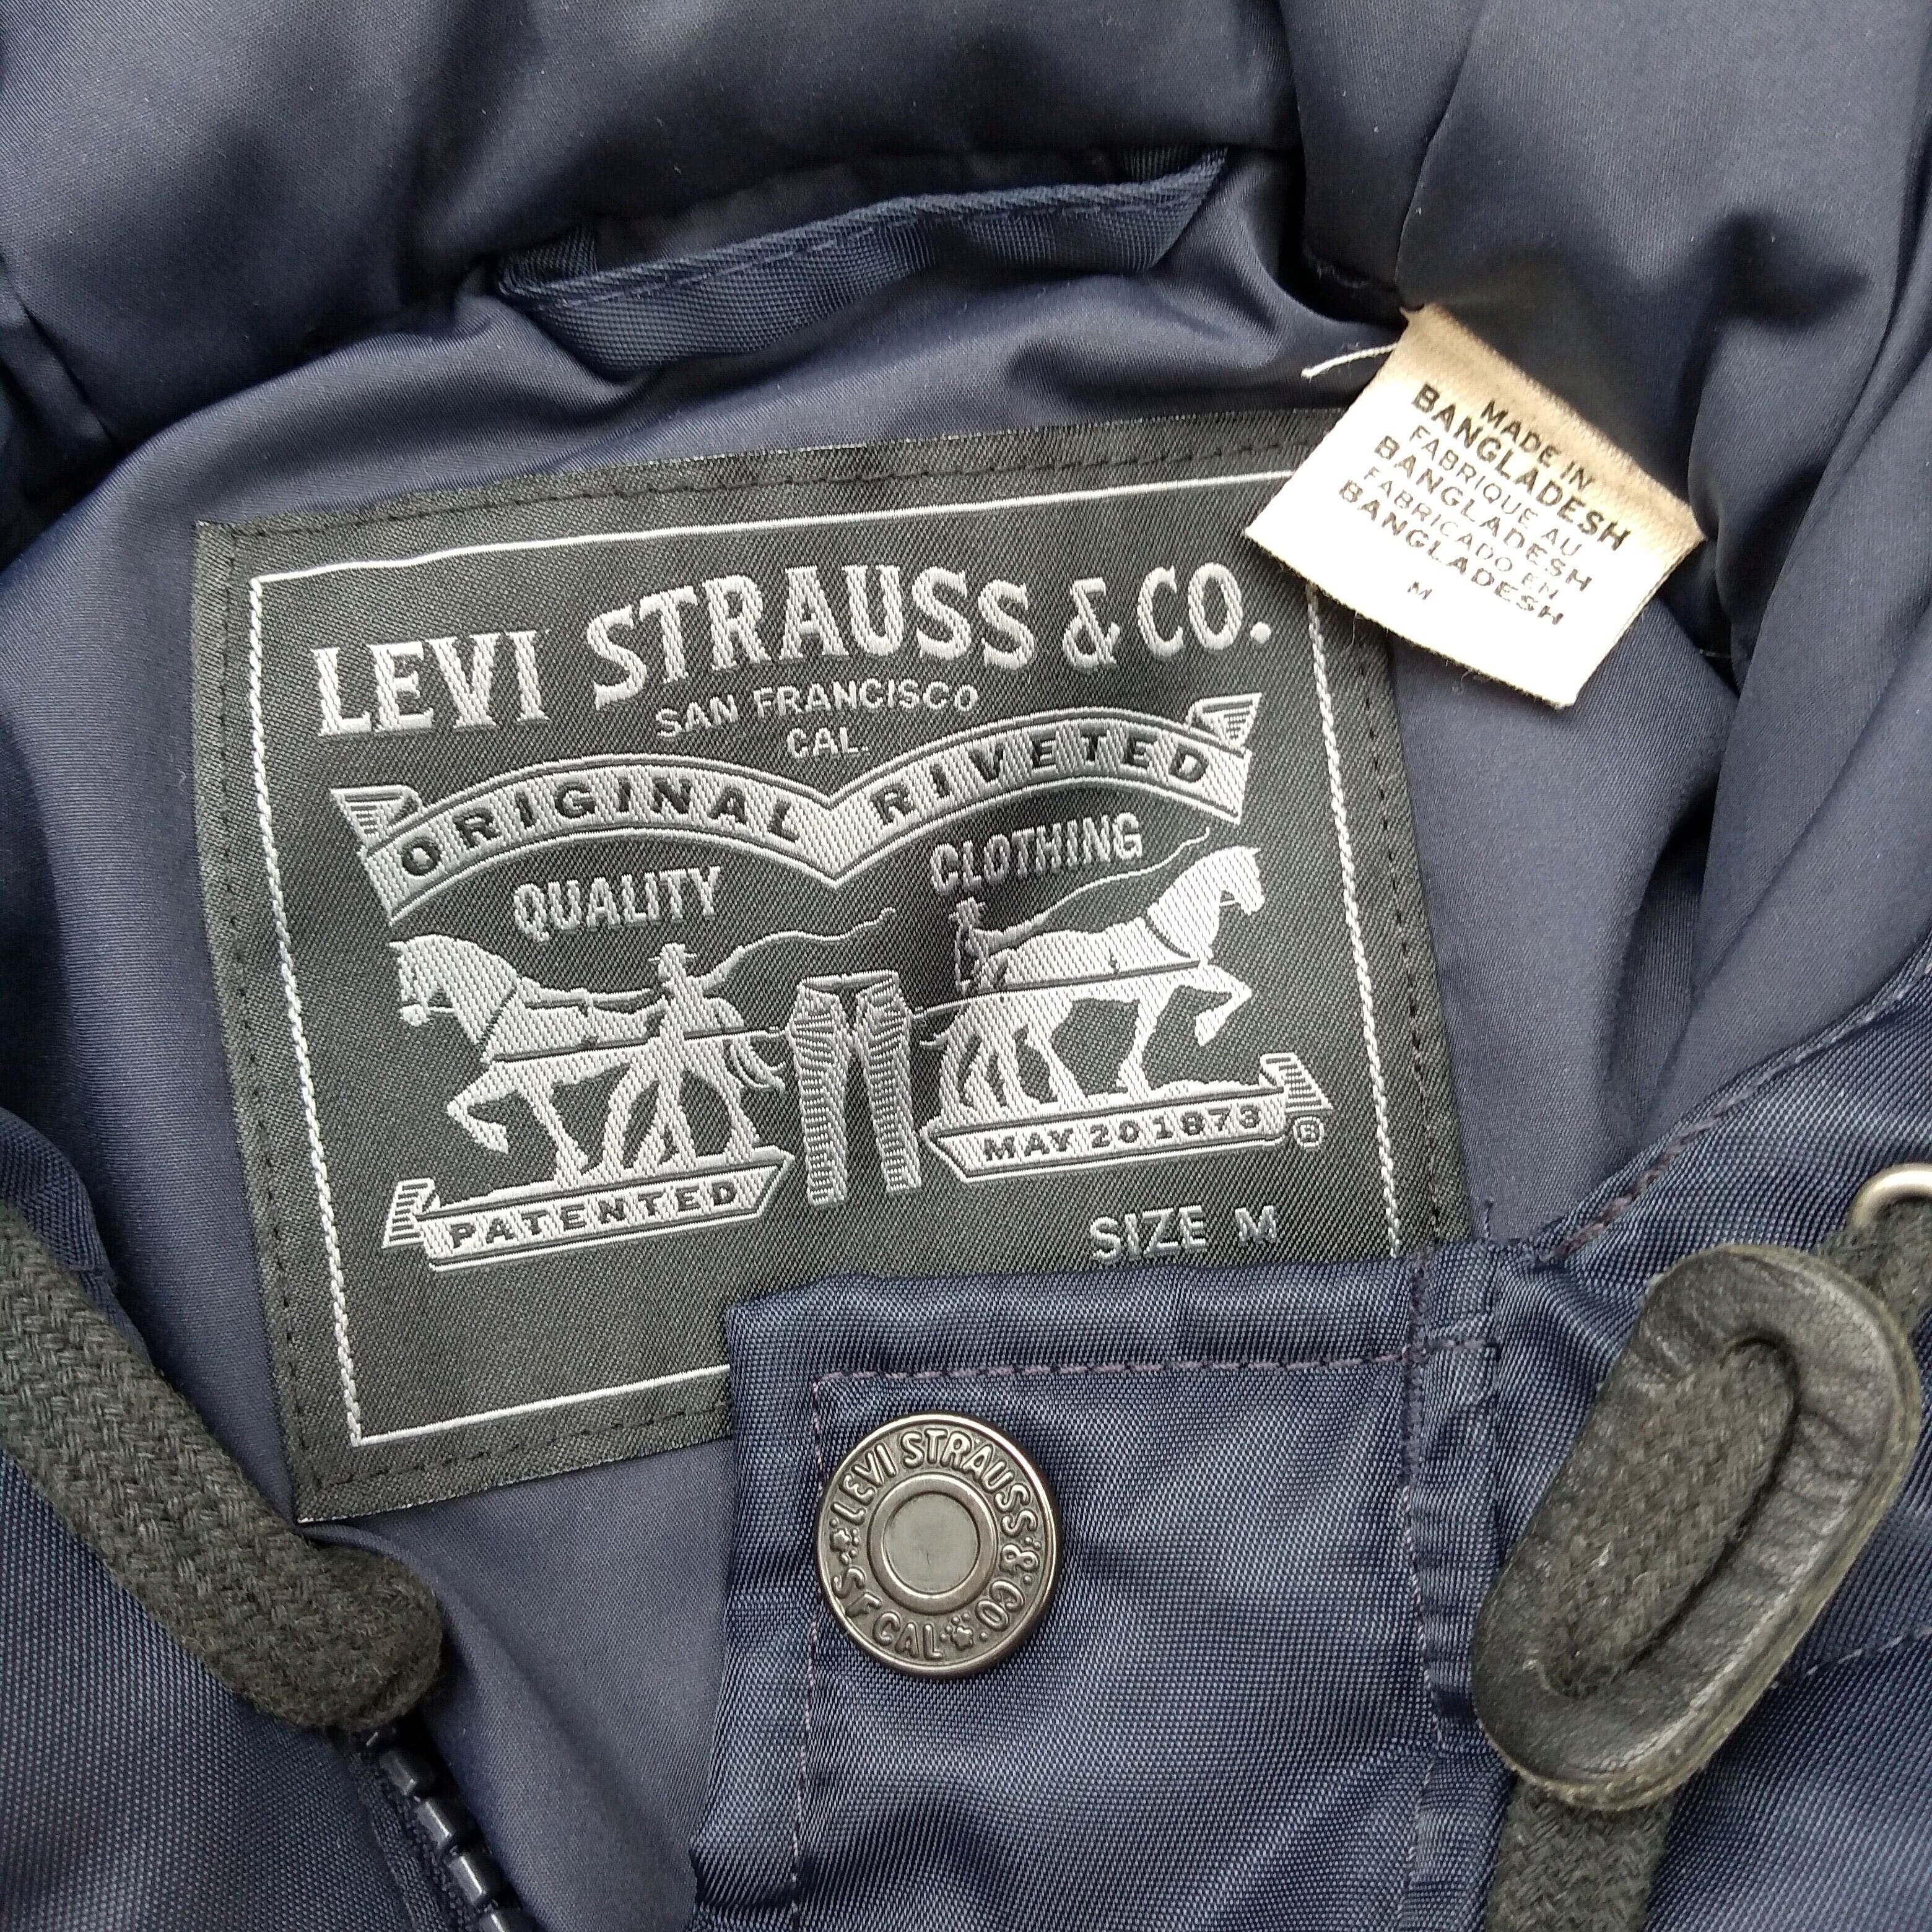 LEVI STRAUSS & CO.
SAN FRANCISCO
CAL.
ORIGINAL RIVETED
QUALITY CLOTHING
PATENTED MAY 20 1873 ®
SIZE M
MADE IN
BANGLADESH
FABRIQUE AU
BANGLADESH
FABRICADO EN
BANGLADESH
M
LEVI STRAUSS & CO. S F CAL